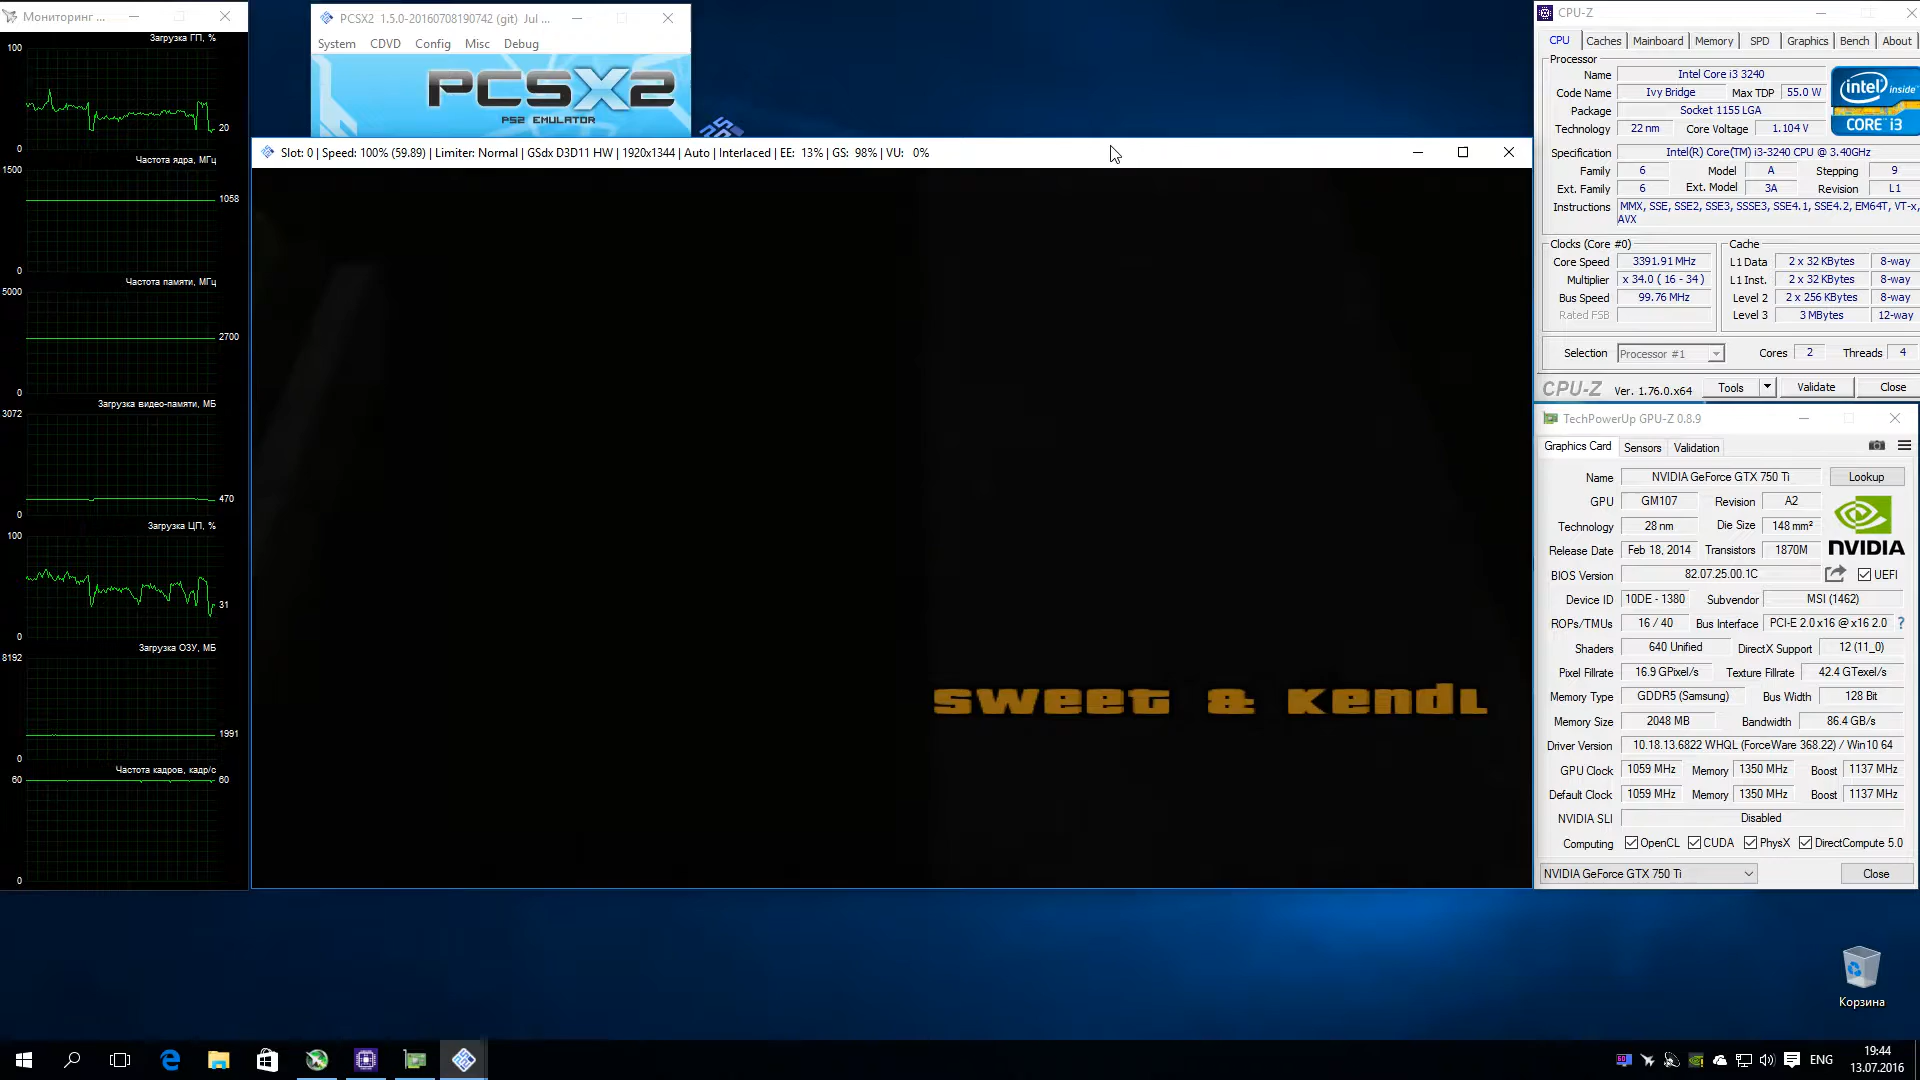 Мониторинг ...
Загрузка ГП, %
100
20
0
Частота ядра, МГц
1500
1058
0
Частота памяти, МГц
5000
2700
0
Загрузка видео-памяти, МБ
3072
470
0
Загрузка ЦП, %
100
31
0
Загрузка ОЗУ, МБ
8192
1991
0
Частота кадров, кадр/с
60
60
0
PCSX2 1.5.0-20160708190742 (git) Jul ...
System CDVD Config Misc Debug
PCSX2
PS2 EMULATOR
Slot: 0 | Speed: 100% (59.89) | Limiter: Normal | GSdx D3D11 HW | 1920x1344 | Auto | Interlaced | EE: 13% | GS: 98% | VU: 0%
Sweet & Kendl
CPU-Z
CPU Caches Mainboard Memory SPD Graphics Bench About
Processor
Name Intel Core i3 3240
Code Name Ivy Bridge Max TDP 55.0 W
Package Socket 1155 LGA
Technology 22 nm Core Voltage 1.104 V
intel inside
CORE i3
Specification Intel(R) Core(TM) i3-3240 CPU @ 3.40GHz
Family 6 Model A Stepping 9
Ext. Family 6 Ext. Model 3A Revision L1
Instructions MMX, SSE, SSE2, SSE3, SSSE3, SSE4.1, SSE4.2, EM64T, VT-x,
AVX
Clocks (Core #0) Cache
Core Speed 3391.91 MHz L1 Data 2 x 32 KBytes 8-way
Multiplier x 34.0 ( 16 - 34 ) L1 Inst. 2 x 32 KBytes 8-way
Bus Speed 99.76 MHz Level 2 2 x 256 KBytes 8-way
Rated FSB Level 3 3 MBytes 12-way
Selection Processor #1 Cores 2 Threads 4
CPU-Z Ver. 1.76.0.x64 Tools Validate Close
TechPowerUp GPU-Z 0.8.9
Graphics Card Sensors Validation
Name NVIDIA GeForce GTX 750 Ti Lookup
GPU GM107 Revision A2
Technology 28 nm Die Size 148 mm²
Release Date Feb 18, 2014 Transistors 1870M
NVIDIA
BIOS Version 82.07.25.00.1C UEFI
Device ID 10DE - 1380 Subvendor MSI (1462)
ROPs/TMUs 16 / 40 Bus Interface PCI-E 2.0 x16 @ x16 2.0 ?
Shaders 640 Unified DirectX Support 12 (11_0)
Pixel Fillrate 16.9 GPixel/s Texture Fillrate 42.4 GTexel/s
Memory Type GDDR5 (Samsung) Bus Width 128 Bit
Memory Size 2048 MB Bandwidth 86.4 GB/s
Driver Version 10.18.13.6822 WHQL (ForceWare 368.22) / Win10 64
GPU Clock 1059 MHz Memory 1350 MHz Boost 1137 MHz
Default Clock 1059 MHz Memory 1350 MHz Boost 1137 MHz
NVIDIA SLI Disabled
Computing OpenCL CUDA PhysX DirectCompute 5.0
NVIDIA GeForce GTX 750 Ti Close
Корзина
ENG
19:44
13.07.2016